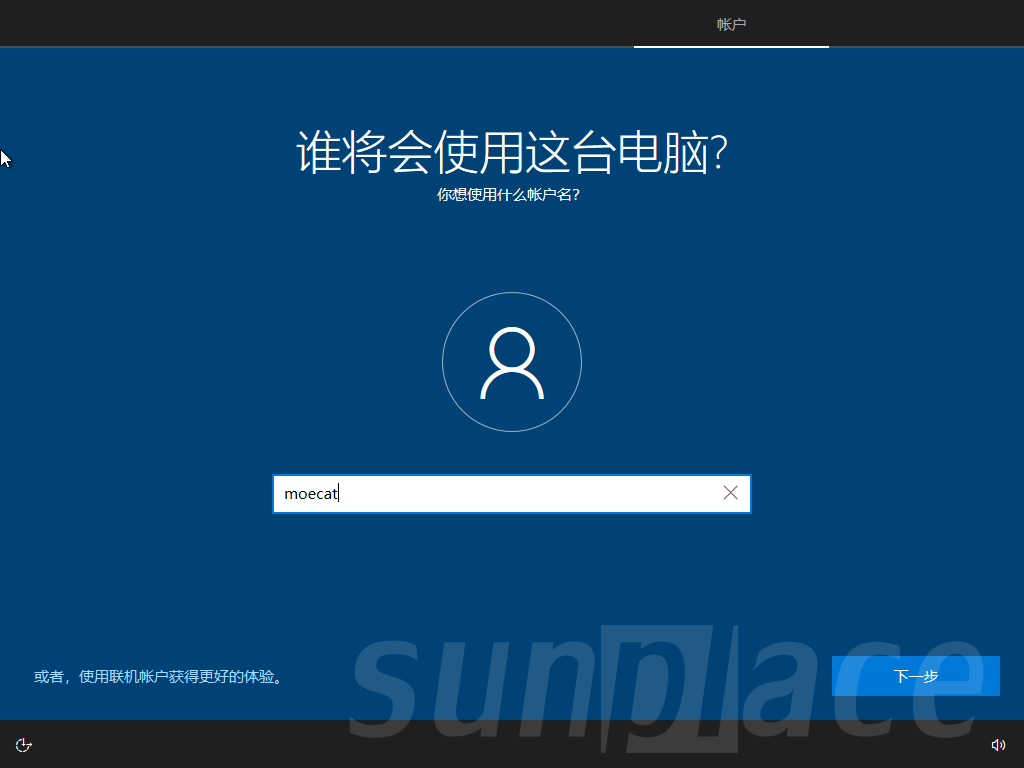 帐户
谁将会使用这台电脑?
你想使用什么帐户名?
moecat
或者，使用联机帐户获得更好的体验。
下一步
sunplace